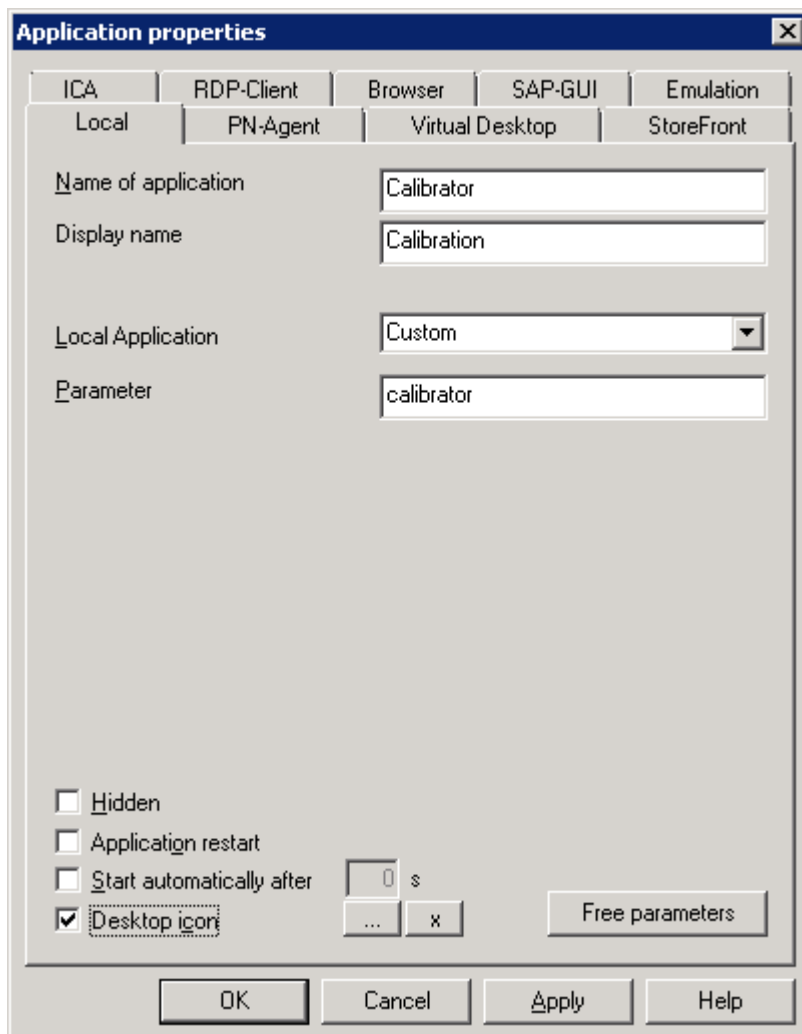 Application properties
ICA RDP-Client Browser SAP-GUI Emulation
Local PN-Agent Virtual Desktop StoreFront
Name of application Calibrator
Display name Calibration
Local Application Custom
Parameter calibrator
Hidden
Application restart
Start automatically after 0 s
Desktop icon ... x Free parameters
OK Cancel Apply Help